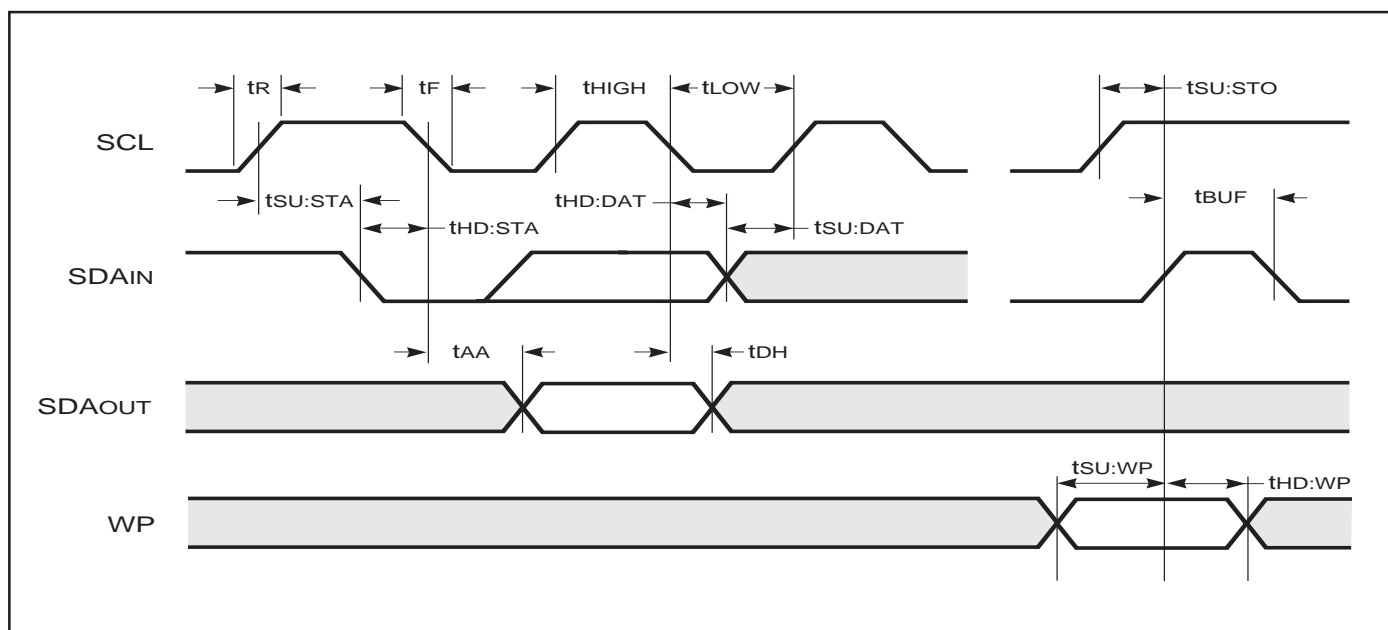 tR tF tHIGH tLOW tSU:STO
SCL
tSU:STA tHD:DAT tBUF
tHD:STA tSU:DAT
SDAIN
tAA tDH
SDAOUT
tSU:WP tHD:WP
WP